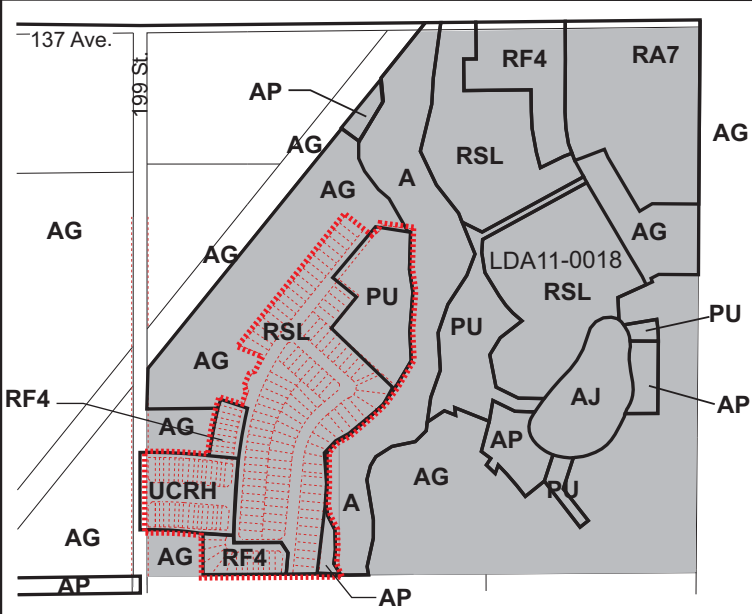 137 Ave.
199 St.
RF4
RA7
AP
AG
AG
RSL
A
AG
AG
AG
AG
LDA11-0018
RSL
PU
PU
PU
RSL
AG
RF4
AJ
AP
AG
AP
AG
UCRH
PU
A
AG
AG
RF4
AP
AP